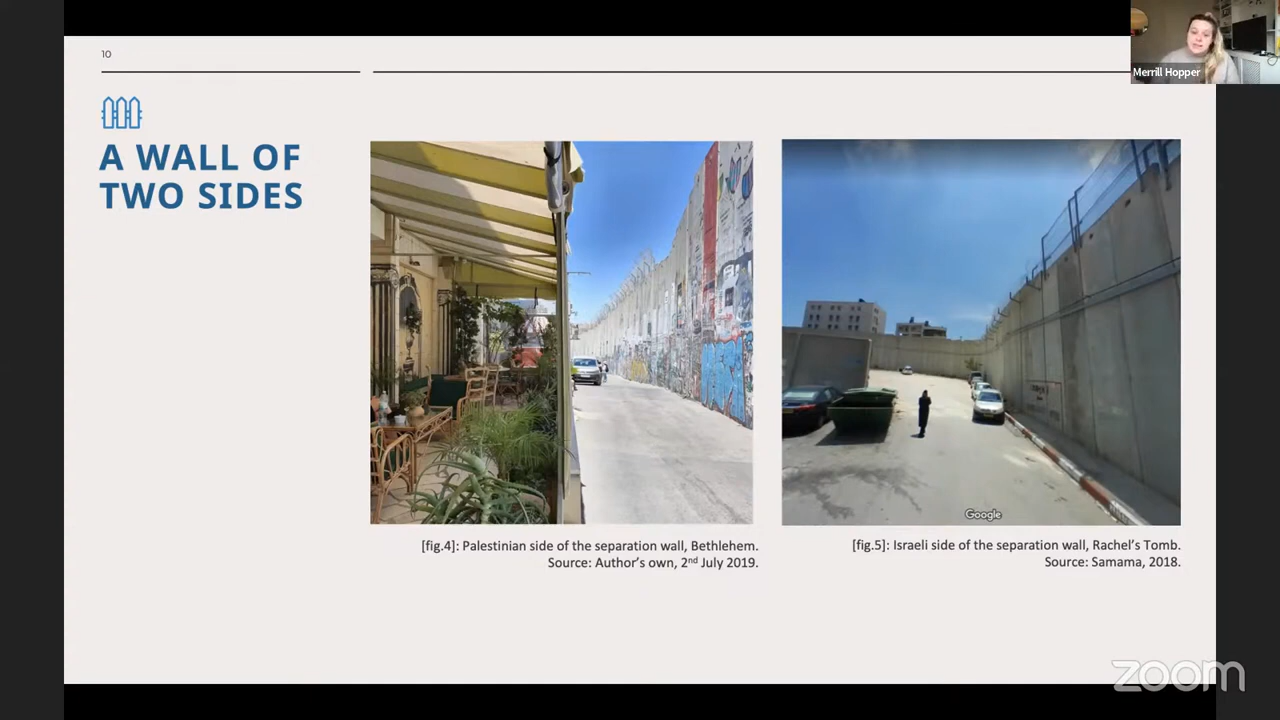 10
Merrill Hopper
A WALL OF
TWO SIDES
Google
[fig.4]: Palestinian side of the separation wall, Bethlehem.
Source: Author's own, 2nd July 2019.
[fig.5]: Israeli side of the separation wall, Rachel's Tomb.
Source: Samama, 2018.
zoom